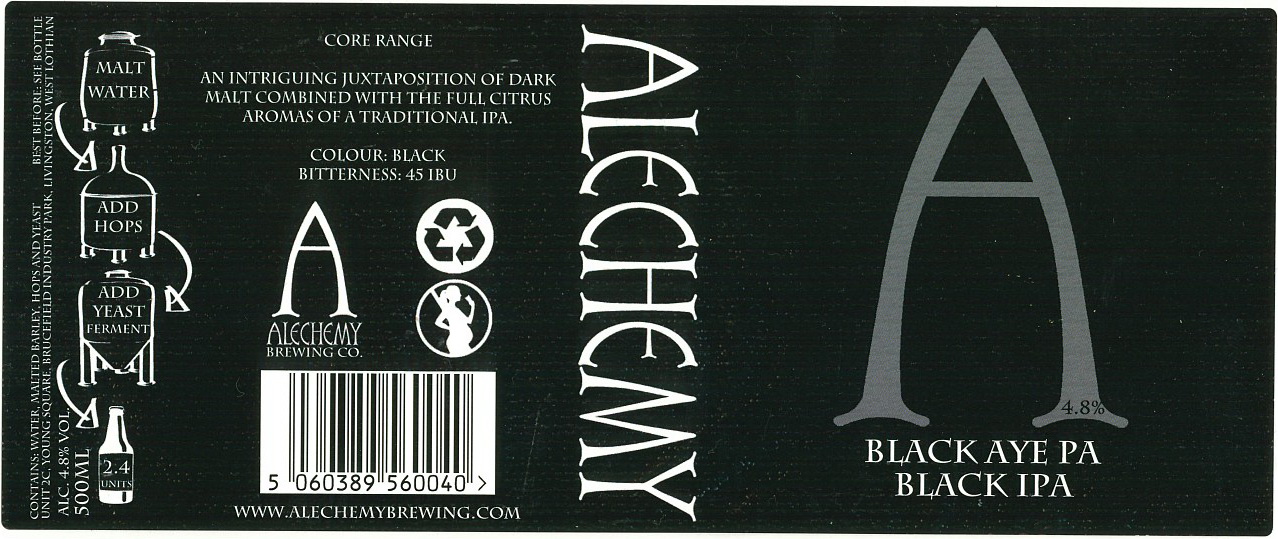 CONTAINS: WATER, MALTED BARLEY, HOPS AND YEAST
BEST BEFORE: SEE BOTTLE
UNIT 2C, YOUNG SQUARE, BRUCEFIELD INDUSTRY PARK, LIVINGSTON, WEST LOTHIAN
ALC. 4.8% VOL.
500ML
MALT
WATER
ADD
HOPS
ADD
YEAST
FERMENT
2.4
UNITS
CORE RANGE
AN INTRIGUING JUXTAPOSITION OF DARK
MALT COMBINED WITH THE FULL CITRUS
AROMAS OF A TRADITIONAL IPA.
COLOUR: BLACK
BITTERNESS: 45 IBU
A
ALECHEMY
BREWING CO.
5 060389 560040 >
WWW.ALECHEMYBREWING.COM
ALECHEMY
A
4.8%
BLACK AYE PA
BLACK IPA